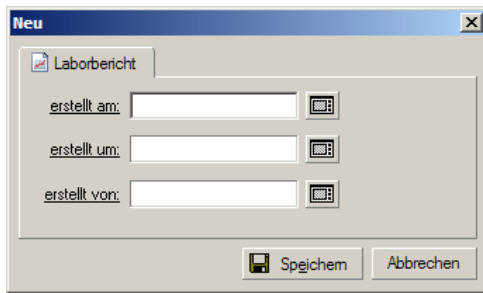 Neu
Laborbericht
erstellt am:
erstellt um:
erstellt von:
Speichern Abbrechen